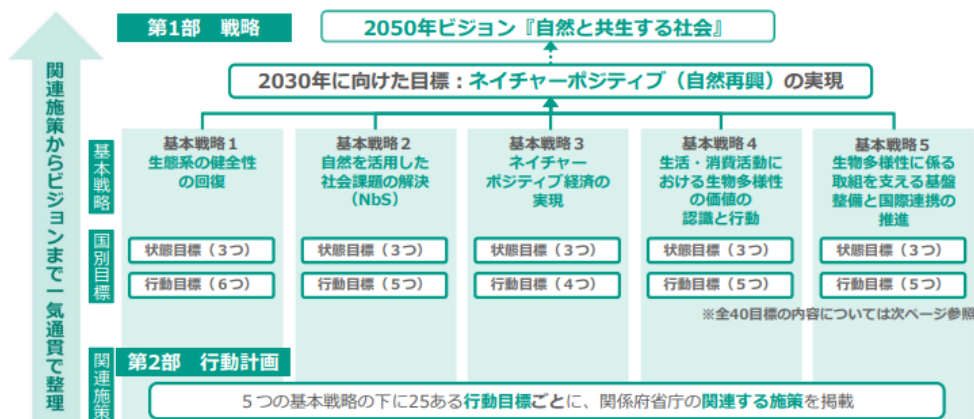 第1部 戦略
2050年ビジョン『自然と共生する社会』
2030年に向けた目標：ネイチャーポジティブ（自然再興）の実現
関連施策からビジョンまで一気通貫で整理
基本戦略
基本戦略１
生態系の健全性
の回復
基本戦略２
自然を活用した
社会課題の解決
（NbS）
基本戦略３
ネイチャー
ポジティブ経済の
実現
基本戦略４
生活・消費活動に
おける生物多様性
の価値の
認識と行動
基本戦略５
生物多様性に係る
取組を支える基盤
整備と国際連携の
推進
国別目標
状態目標（３つ）
状態目標（３つ）
状態目標（３つ）
状態目標（３つ）
状態目標（３つ）
行動目標（６つ）
行動目標（５つ）
行動目標（４つ）
行動目標（５つ）
行動目標（５つ）
※全40目標の内容については次ページ参照
関連施策
第2部 行動計画
５つの基本戦略の下に25ある行動目標ごとに、関係府省庁の関連する施策を掲載